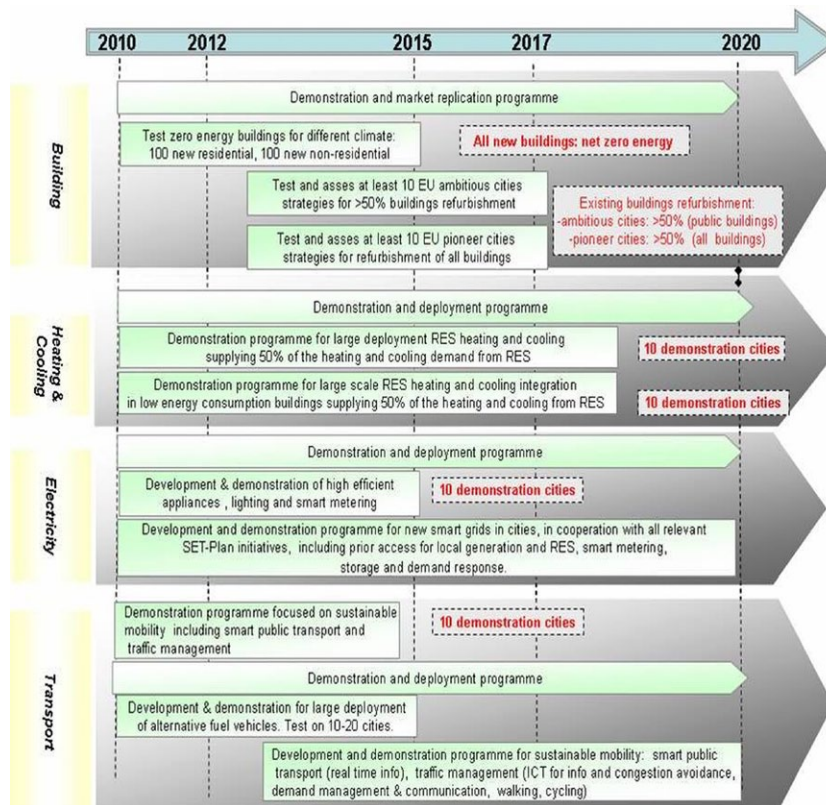 2010 2012 2015 2017 2020
Building
Demonstration and market replication programme
Test zero energy buildings for different climate:
100 new residential, 100 new non-residential
All new buildings: net zero energy
Test and asses at least 10 EU ambitious cities
strategies for >50% buildings refurbishment
Existing buildings refurbishment:
-ambitious cities: >50% (public buildings)
-pioneer cities: >50% (all buildings)
Test and asses at least 10 EU pioneer cities
strategies for refurbishment of all buildings
Heating &
Cooling
Demonstration and deployment programme
Demonstration programme for large deployment RES heating and cooling
supplying 50% of the heating and cooling demand from RES
10 demonstration cities
Demonstration programme for large scale RES heating and cooling integration
in low energy consumption buildings supplying 50% of the heating and cooling from RES
10 demonstration cities
Electricity
Demonstration and deployment programme
Development & demonstration of high efficient
appliances , lighting and smart metering
10 demonstration cities
Development and demonstration programme for new smart grids in cities, in cooperation with all relevant
SET-Plan initiatives, including prior access for local generation and RES, smart metering,
storage and demand response.
Transport
Demonstration programme focused on sustainable
mobility including smart public transport and
traffic management
10 demonstration cities
Demonstration and deployment programme
Development & demonstration for large deployment
of alternative fuel vehicles. Test on 10-20 cities.
Development and demonstration programme for sustainable mobility: smart public
transport (real time info), traffic management (ICT for info and congestion avoidance,
demand management & communication, walking, cycling)